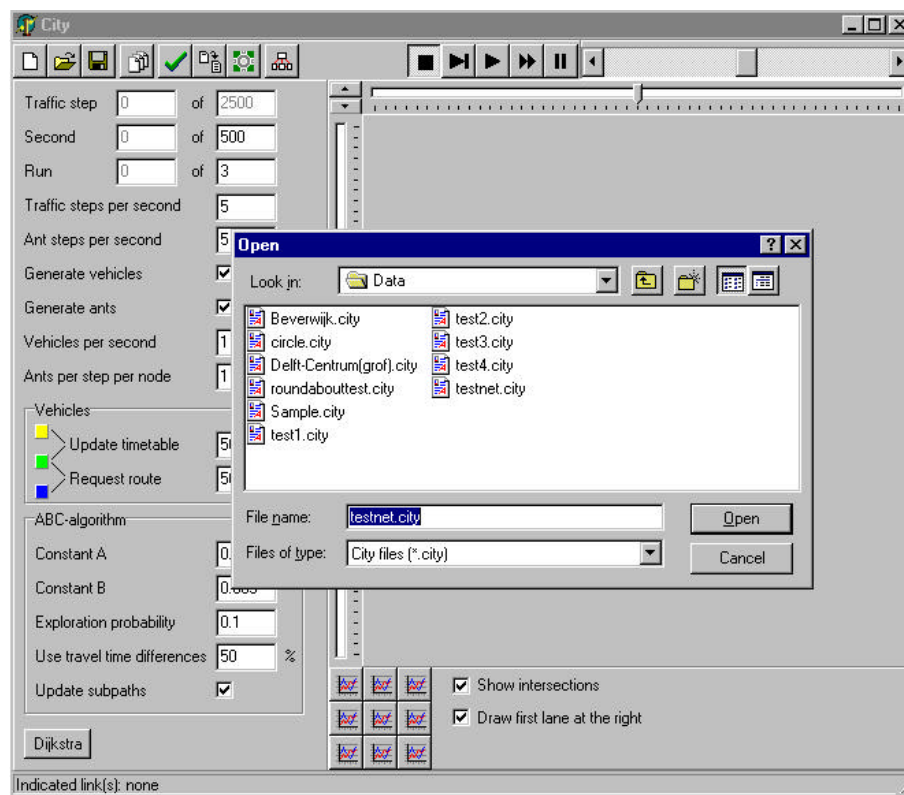 City
Traffic step 0 of 2500
Second 0 of 500
Run 0 of 3
Traffic steps per second 5
Ant steps per second 5
Generate vehicles
Generate ants
Vehicles per second 1
Ants per step per node 1
Vehicles
Update timetable
Request route
ABC-algorithm
Constant A 0.
Constant B
Exploration probability 0.1
Use travel time differences 50 %
Update subpaths
Dijkstra
Open
Look in: Data
Beverwijk.city
circle.city
Delft-Centrum(grof).city
roundabouttest.city
Sample.city
test1.city
test2.city
test3.city
test4.city
testnet.city
File name: testnet.city
Open
Files of type: City files (*.city)
Cancel
Show intersections
Draw first lane at the right
Indicated link(s): none